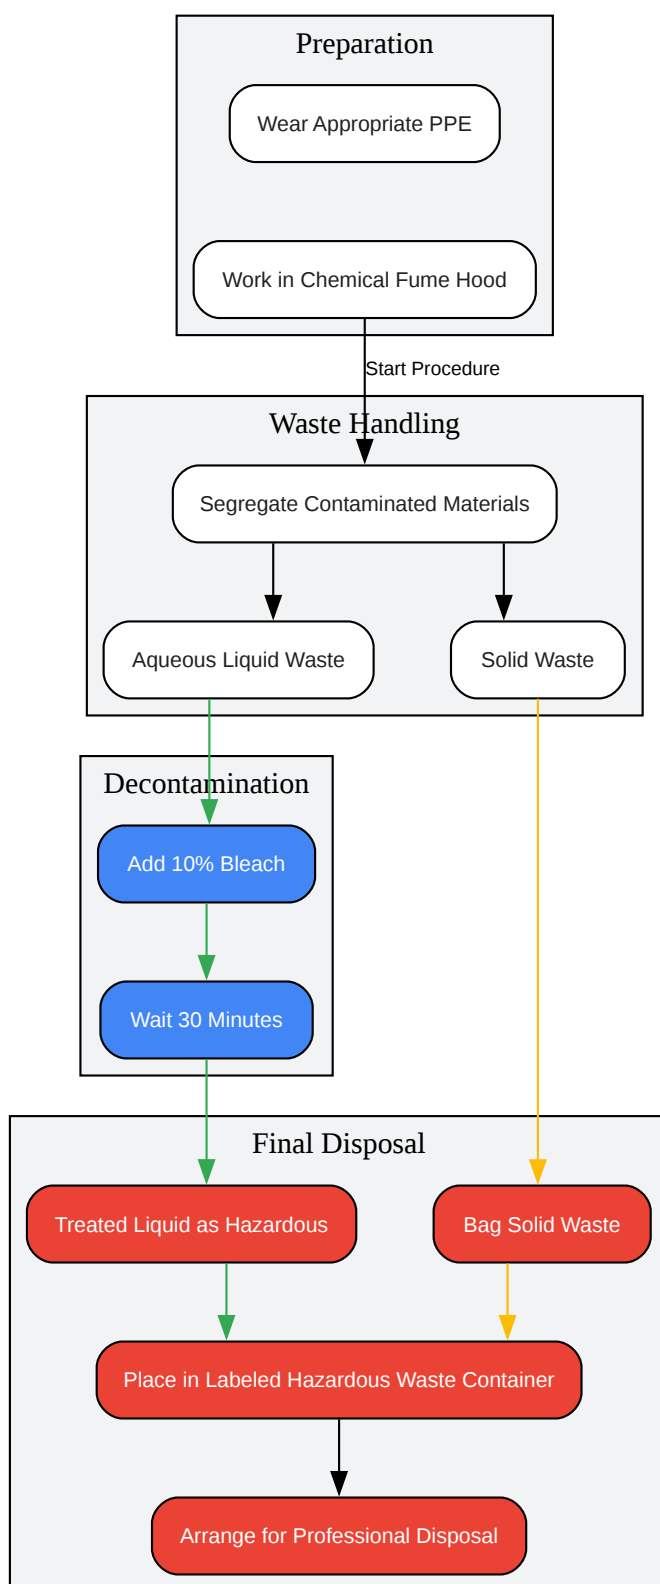 Preparation
Wear Appropriate PPE
Work in Chemical Fume Hood
Start Procedure
Waste Handling
Segregate Contaminated Materials
Aqueous Liquid Waste
Solid Waste
Decontamination
Add 10% Bleach
Wait 30 Minutes
Final Disposal
Treated Liquid as Hazardous
Bag Solid Waste
Place in Labeled Hazardous Waste Container
Arrange for Professional Disposal